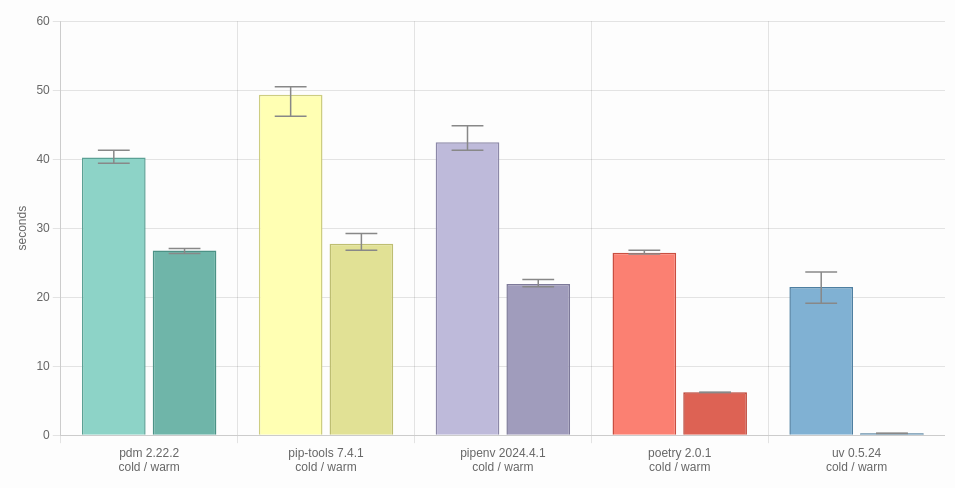 60
50
40
30
20
10
0
seconds
pdm 2.22.2
cold / warm
pip-tools 7.4.1
cold / warm
pipenv 2024.4.1
cold / warm
poetry 2.0.1
cold / warm
uv 0.5.24
cold / warm